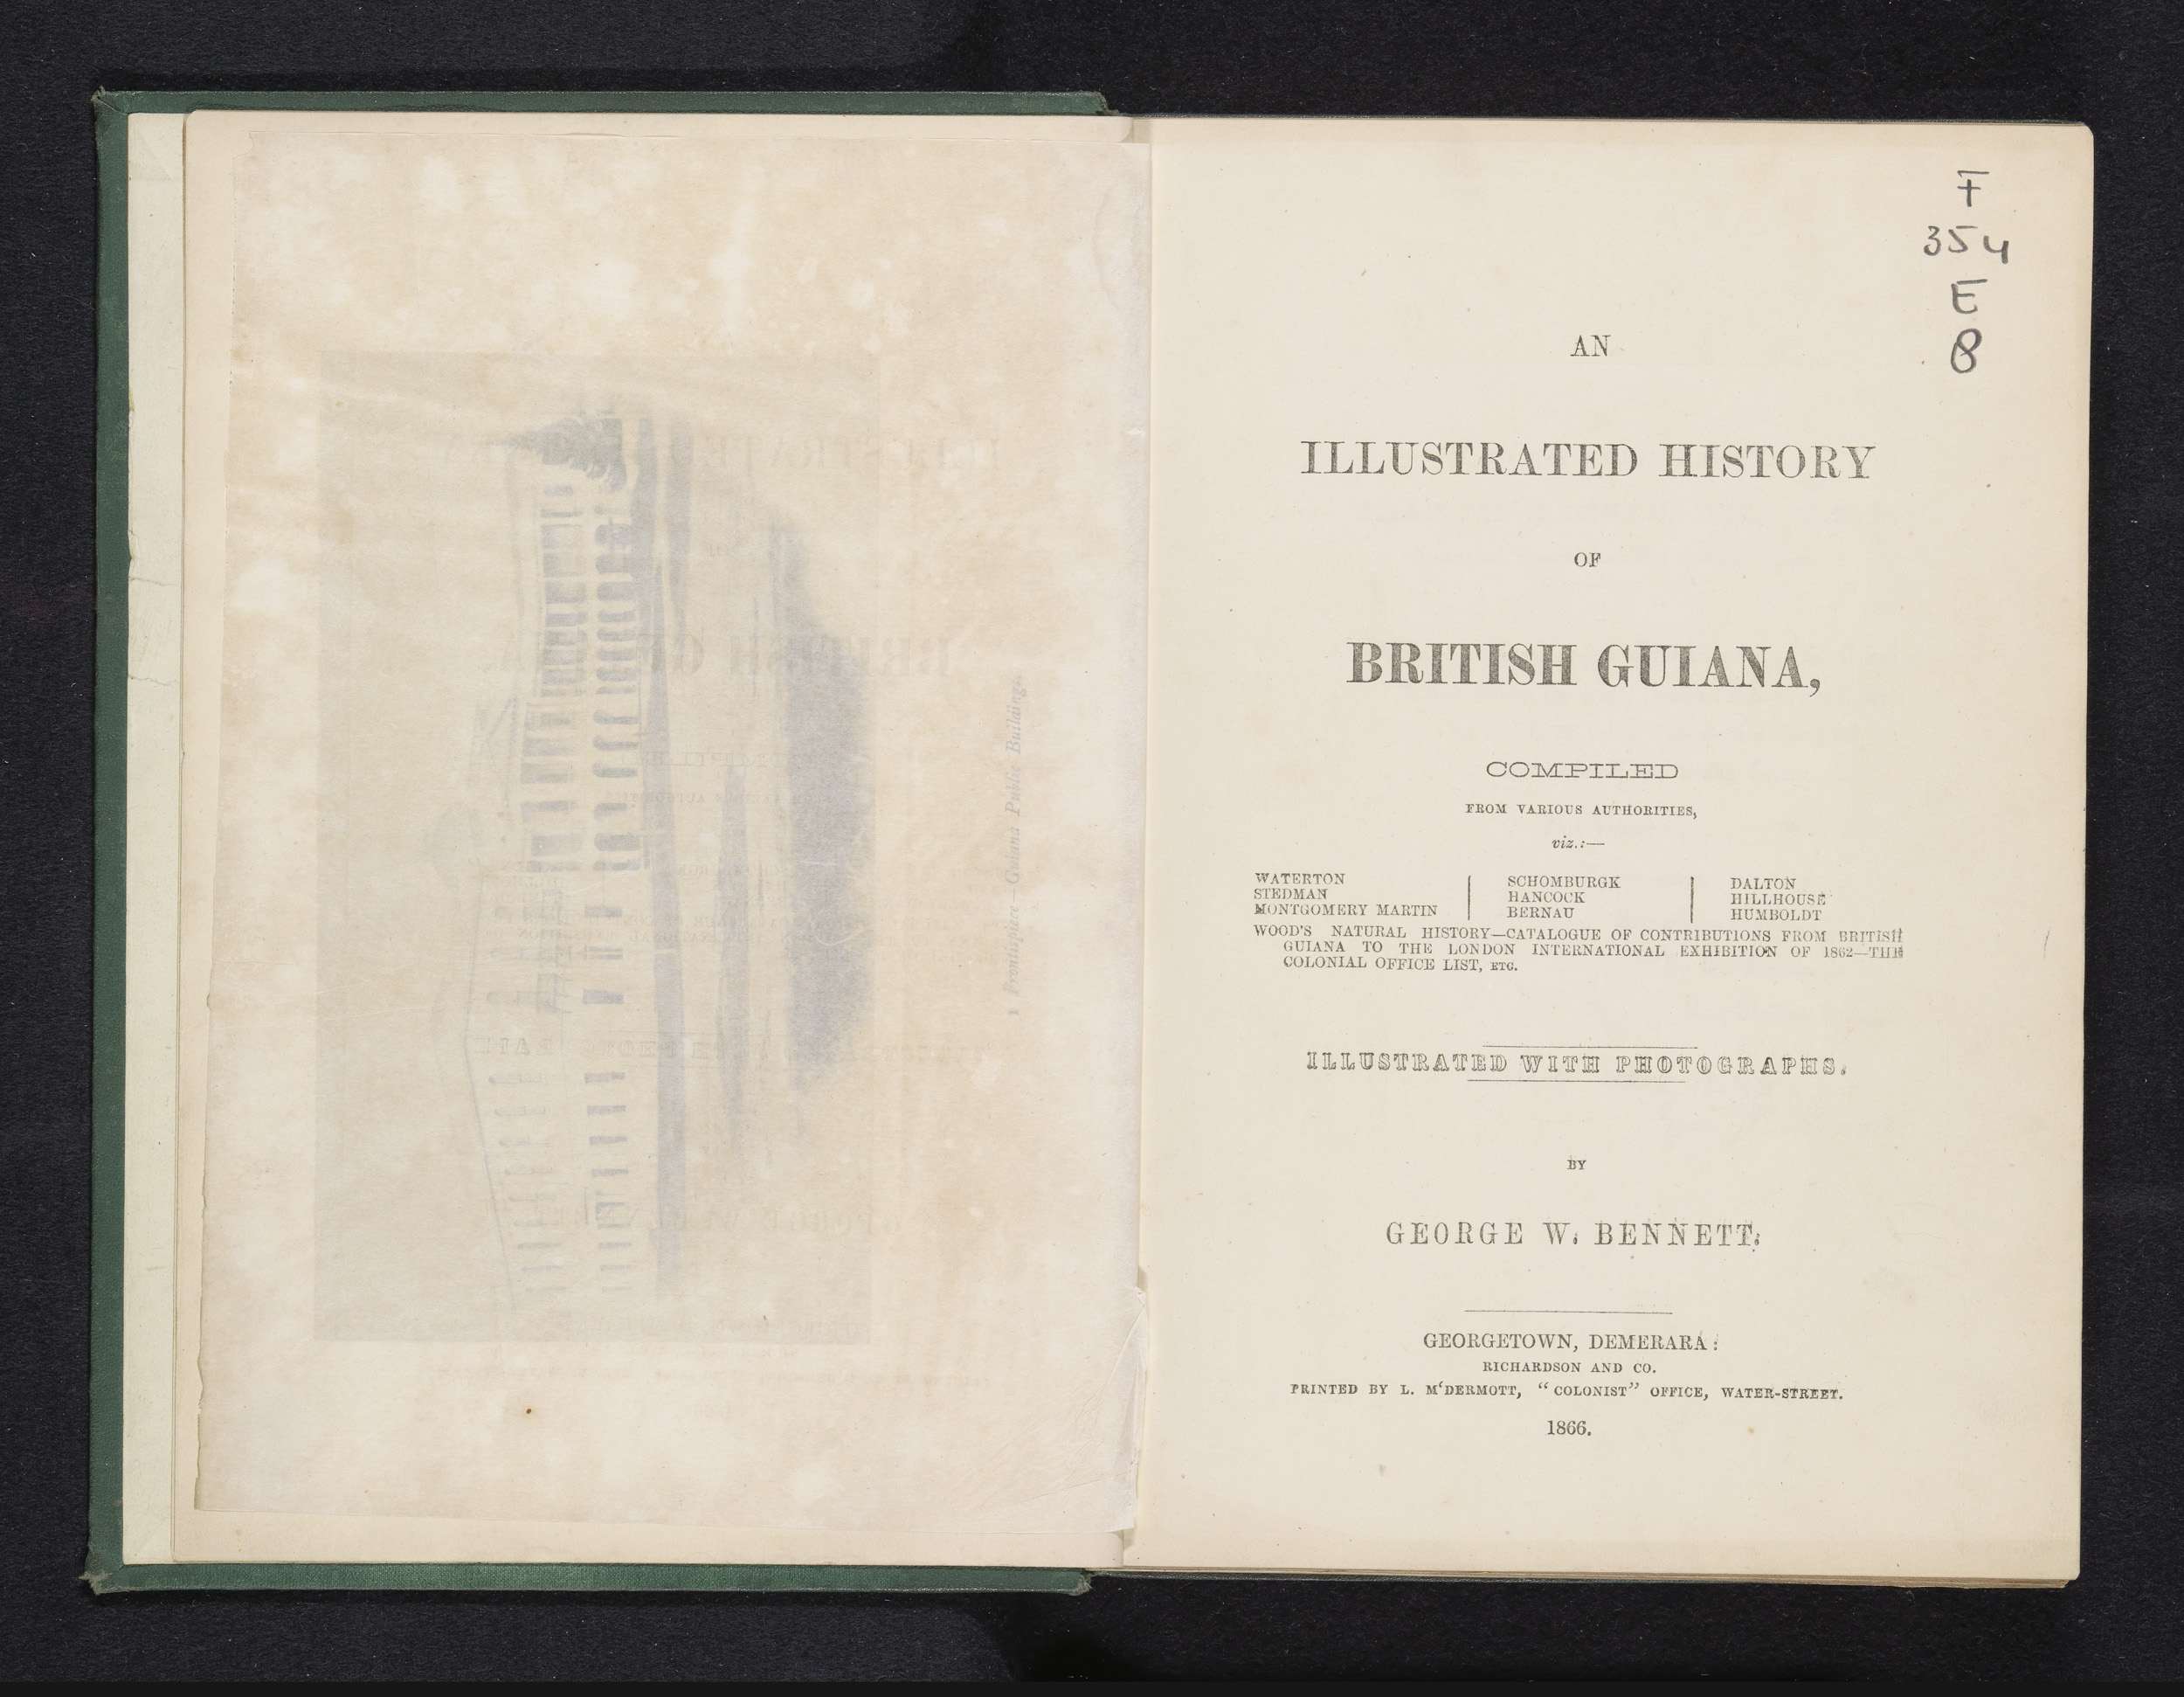 Frontispiece—Guiana Public Buildings
F
354
E
8
AN
ILLUSTRATED HISTORY
OF
BRITISH GUIANA,
COMPILED
FROM VARIOUS AUTHORITIES,
viz.:—
WATERTON
STEDMAN
MONTGOMERY MARTIN
SCHOMBURGK
HANCOCK
BERNAU
DALTON
HILLHOUSE
HUMBOLDT
WOOD'S NATURAL HISTORY—CATALOGUE OF CONTRIBUTIONS FROM BRITISH
GUIANA TO THE LONDON INTERNATIONAL EXHIBITION OF 1862—THE
COLONIAL OFFICE LIST, ETC.
ILLUSTRATED WITH PHOTOGRAPHS.
BY
GEORGE W. BENNETT.
GEORGETOWN, DEMERARA:
RICHARDSON AND CO.
PRINTED BY L. M‘DERMOTT, “COLONIST” OFFICE, WATER-STREET.
1866.